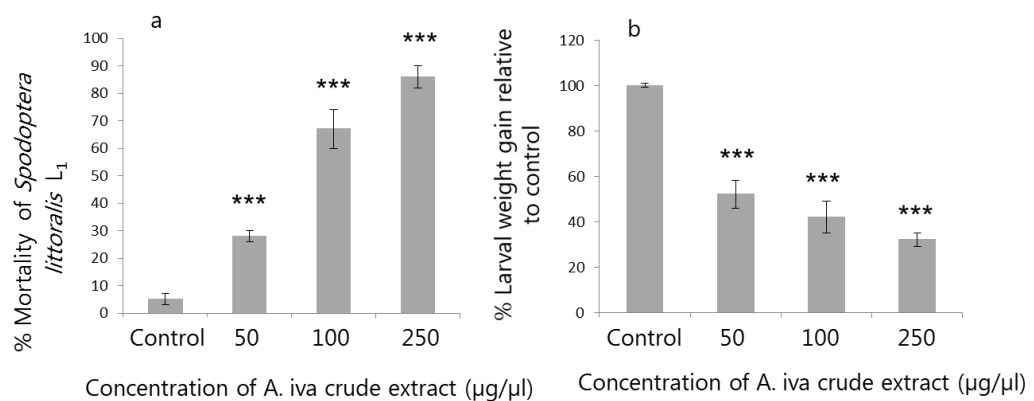 a
% Mortality of Spodoptera
littoralis L₁
100
90
80
70
60
50
40
30
20
10
0
***
***
***
Control 50 100 250
Concentration of A. iva crude extract (µg/µl)
b
% Larval weight gain relative
to control
120
100
80
60
40
20
0
***
***
***
Control 50 100 250
Concentration of A. iva crude extract (µg/µl)